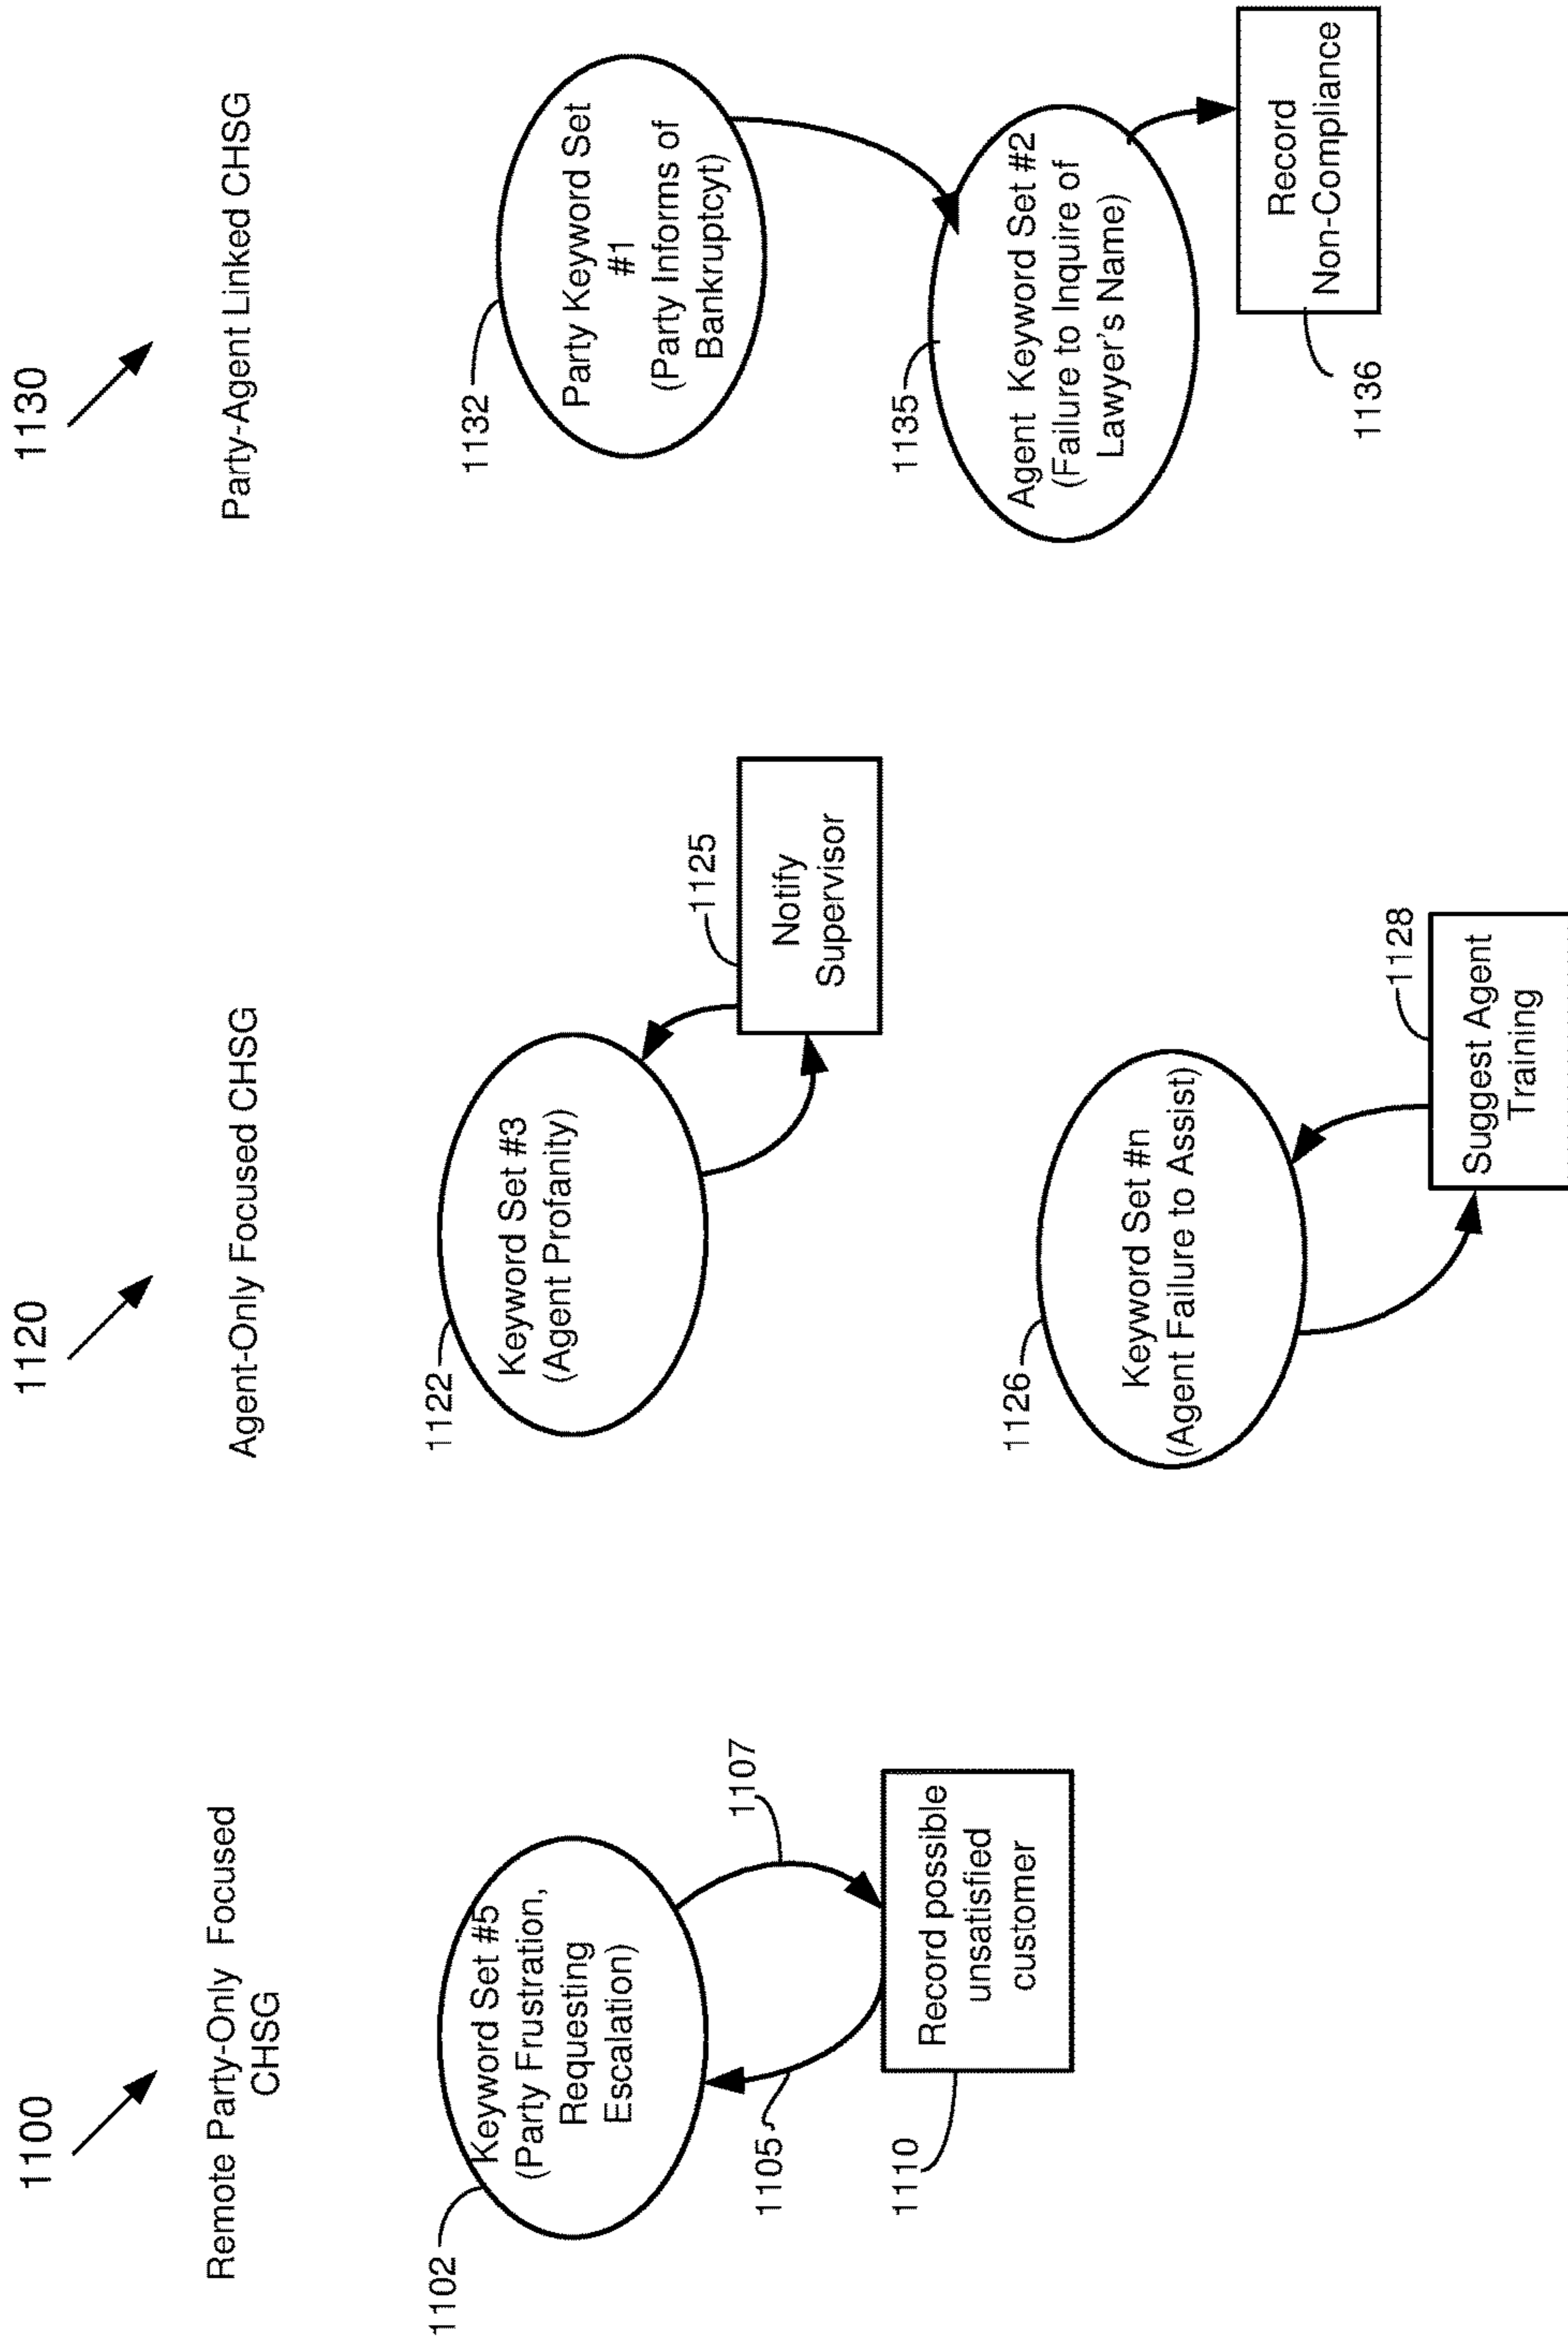 1100
Remote Party-Only Focused
CHSG
1102
Keyword Set #5
(Party Frustration,
Requesting
Escalation)
1105
1107
1110
Record possible
unsatisfied
customer
1120
Agent-Only Focused CHSG
1122
Keyword Set #3
(Agent Profanity)
1125
Notify
Supervisor
1126
Keyword Set #n
(Agent Failure to Assist)
1128
Suggest Agent
Training
1130
Party-Agent Linked CHSG
1132
Party Keyword Set
#1
(Party Informs of
Bankruptcyt)
1135
Agent Keyword Set #2
(Failure to Inquire of
Lawyer's Name)
Record
Non-Compliance
1136